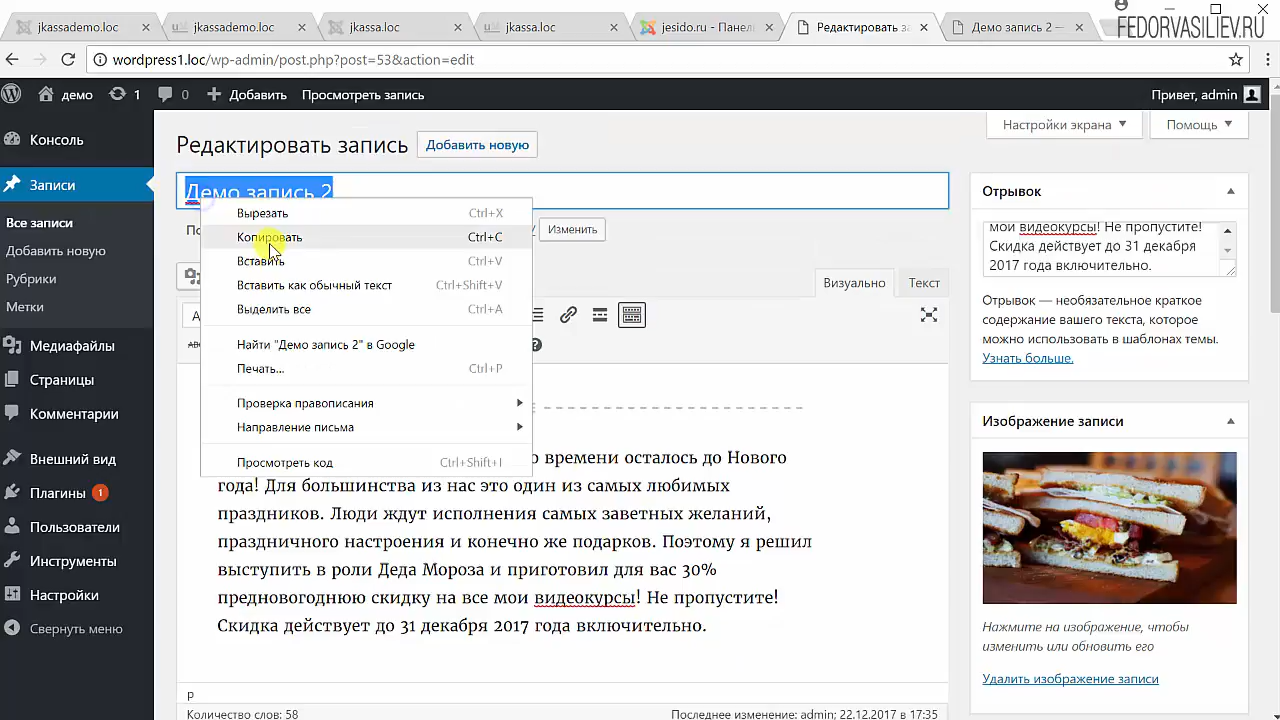 jkassademo.loc
jkassademo.loc
jkassa.loc
jkassa.loc
jesido.ru - Панел
Редактировать за
Демо запись 2 —
FEDORVASILIEV.RU
wordpress1.loc/wp-admin/post.php?post=53&action=edit
демо
1
0
Добавить
Просмотреть запись
Привет, admin
Консоль
Записи
Все записи
Добавить новую
Рубрики
Метки
Медиафайлы
Страницы
Комментарии
Внешний вид
Плагины 1
Пользователи
Инструменты
Настройки
Свернуть меню
Редактировать запись
Добавить новую
Настройки экрана
Помощь
Демо запись 2
Изменить
Вырезать Ctrl+X
Копировать Ctrl+C
Вставить Ctrl+V
Вставить как обычный текст Ctrl+Shift+V
Выделить все Ctrl+A
Найти "Демо запись 2" в Google
Печать... Ctrl+P
Проверка правописания
Направление письма
Просмотреть код Ctrl+Shift+I
Визуально
Текст
времени осталось до Нового
года! Для большинства из нас это один из самых любимых
праздников. Люди ждут исполнения самых заветных желаний,
праздничного настроения и конечно же подарков. Поэтому я решил
выступить в роли Деда Мороза и приготовил для вас 30%
предновогоднюю скидку на все мои видеокурсы! Не пропустите!
Скидка действует до 31 декабря 2017 года включительно.
p
Количество слов: 58
Последнее изменение: admin; 22.12.2017 в 17:35
Отрывок
мои видеокурсы! Не пропустите!
Скидка действует до 31 декабря
2017 года включительно.
Отрывок — необязательное краткое
содержание вашего текста, которое
можно использовать в шаблонах темы.
Узнать больше.
Изображение записи
Нажмите на изображение, чтобы
изменить или обновить его
Удалить изображение записи